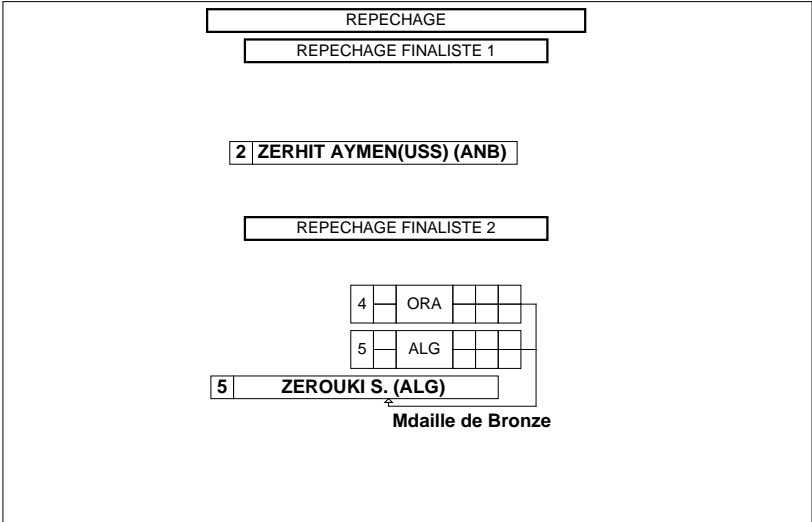 REPECHAGE
REPECHAGE FINALISTE 1
2 ZERHIT AYMEN(USS) (ANB)
REPECHAGE FINALISTE 2
4 ORA
5 ALG
5 ZEROUKI S. (ALG)
Mdaille de Bronze